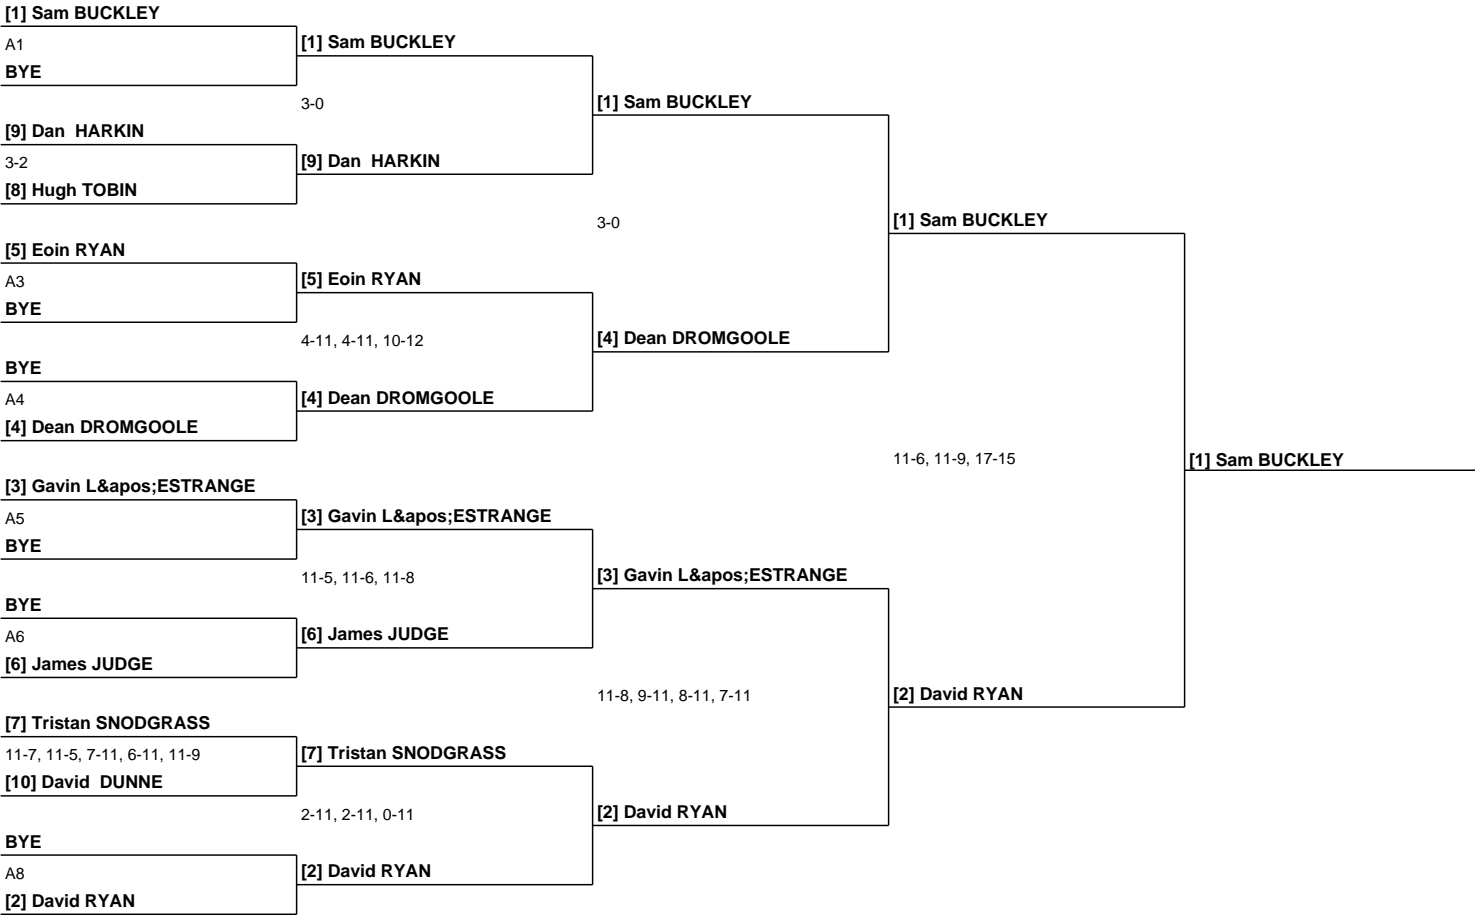 [1] Sam BUCKLEY
A1
BYE
[9] Dan  HARKIN
3-2
[8] Hugh TOBIN
[5] Eoin RYAN
A3
BYE
BYE
A4
[4] Dean DROMGOOLE
[3] Gavin L&apos;ESTRANGE
A5
BYE
BYE
A6
[6] James JUDGE
[7] Tristan SNODGRASS
11-7, 11-5, 7-11, 6-11, 11-9
[10] David  DUNNE
BYE
A8
[2] David RYAN
[1] Sam BUCKLEY
3-0
[9] Dan  HARKIN
[5] Eoin RYAN
4-11, 4-11, 10-12
[4] Dean DROMGOOLE
[3] Gavin L&apos;ESTRANGE
11-5, 11-6, 11-8
[6] James JUDGE
[7] Tristan SNODGRASS
2-11, 2-11, 0-11
[2] David RYAN
[1] Sam BUCKLEY
3-0
[4] Dean DROMGOOLE
[3] Gavin L&apos;ESTRANGE
11-8, 9-11, 8-11, 7-11
[2] David RYAN
[1] Sam BUCKLEY
11-6, 11-9, 17-15
[2] David RYAN
[1] Sam BUCKLEY